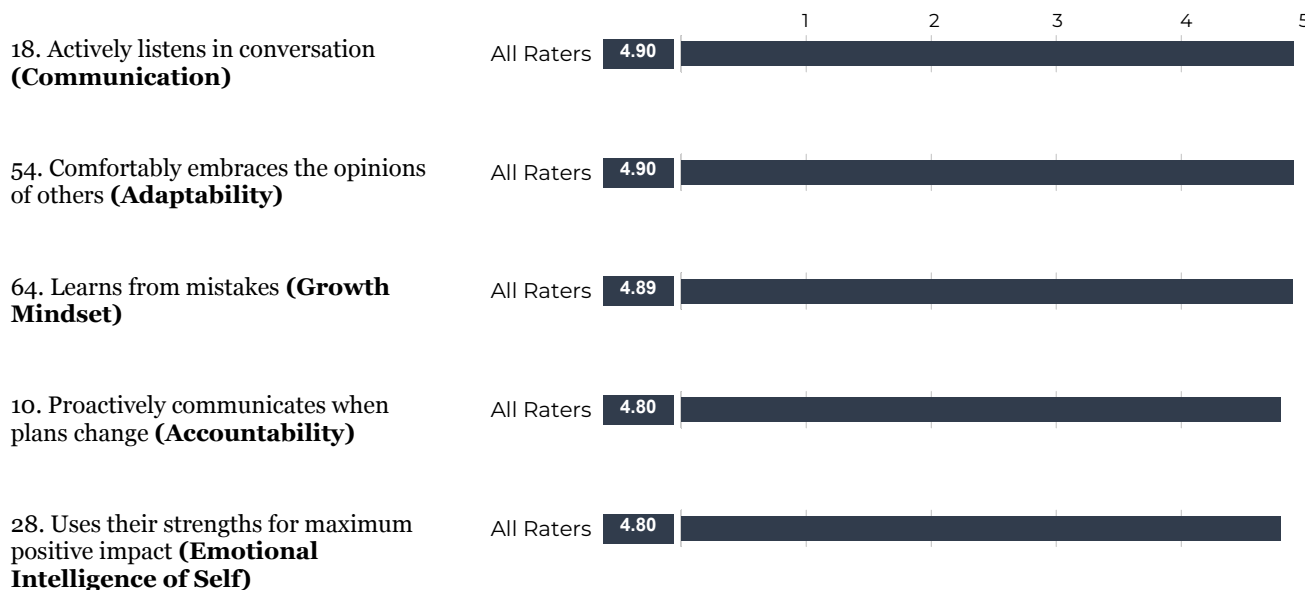 1 2 3 4 5
18. Actively listens in conversation
(Communication)
All Raters 4.90
54. Comfortably embraces the opinions
of others (Adaptability)
All Raters 4.90
64. Learns from mistakes (Growth
Mindset)
All Raters 4.89
10. Proactively communicates when
plans change (Accountability)
All Raters 4.80
28. Uses their strengths for maximum
positive impact (Emotional
Intelligence of Self)
All Raters 4.80